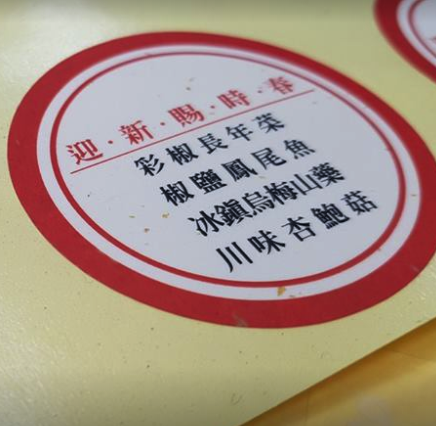 迎·新·賜·時·春
彩椒長年菜
椒鹽鳳尾魚
冰鎮烏梅山藥
川味杏鮑菇